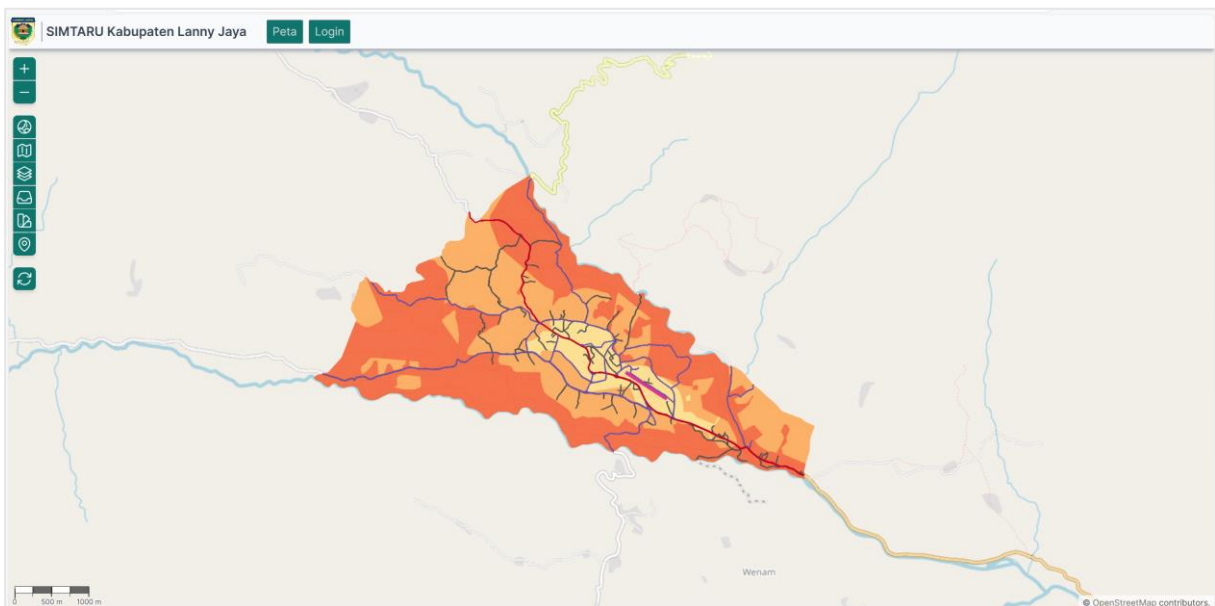 SIMTARU Kabupaten Lanny Jaya
Peta
Login
+
−
Wenam
0 500 m 1000 m
© OpenStreetMap contributors.